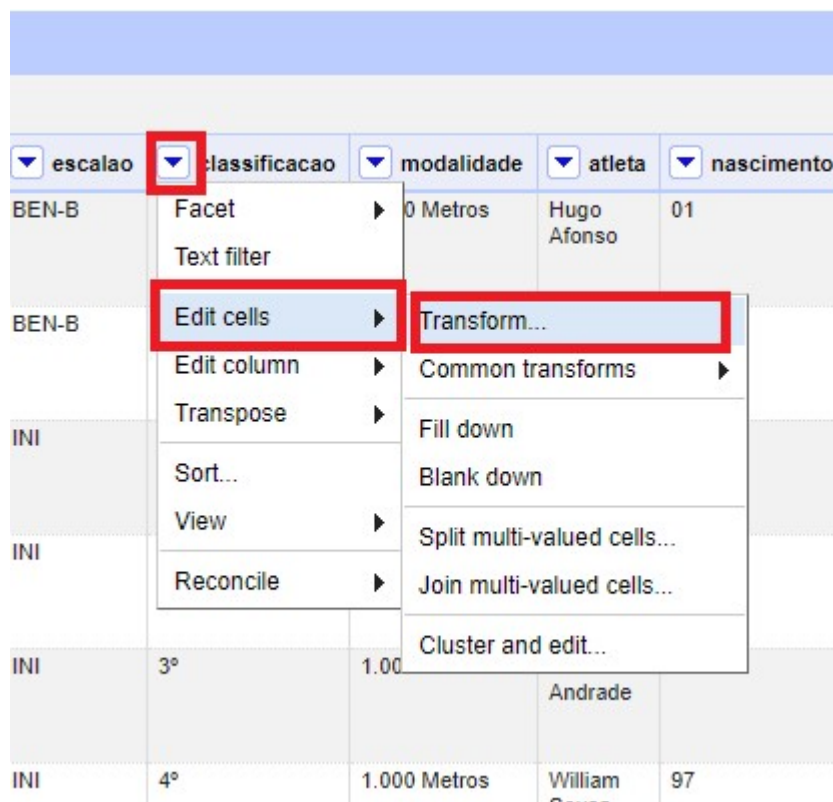 escalao classificacao modalidade atleta nascimento
BEN-B 0 Metros Hugo 01
Afonso
Facet
Text filter
Edit cells
Edit column
Transpose
Sort...
View
Reconcile
Transform...
Common transforms
Fill down
Blank down
Split multi-valued cells...
Join multi-valued cells...
Cluster and edit...
BEN-B
INI
INI
INI 3º 1.00
Andrade
INI 4º 1.000 Metros William 97